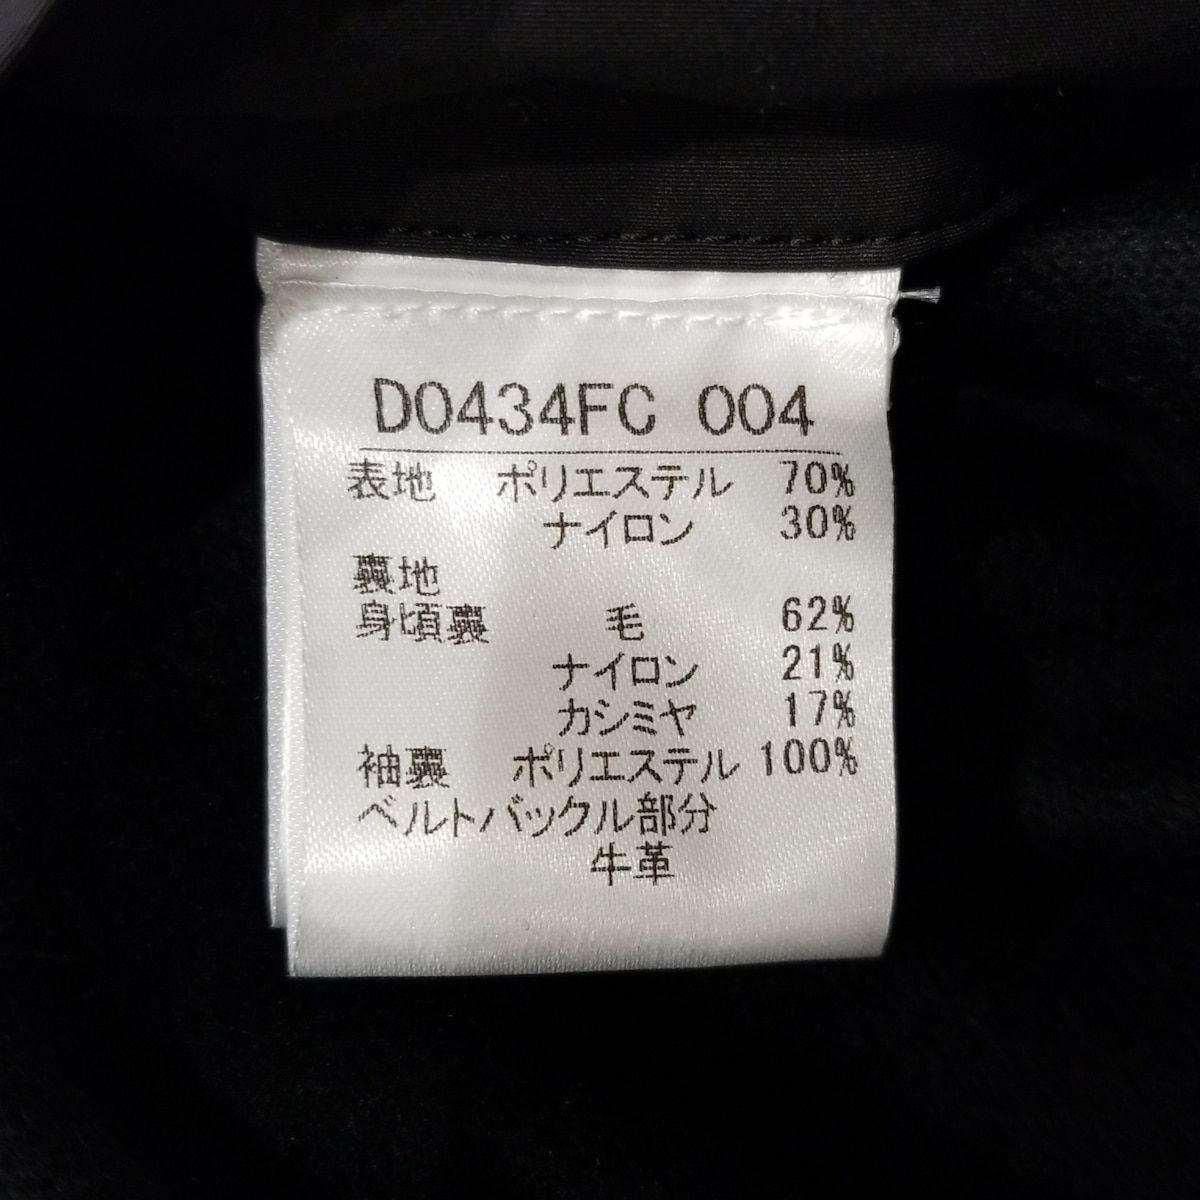 D0434FC 004
表地 ポリエステル 70%
ナイロン 30%
裏地
身頃裏 毛 62%
ナイロン 21%
カシミヤ 17%
袖裏 ポリエステル 100%
ベルトバックル部分
牛革